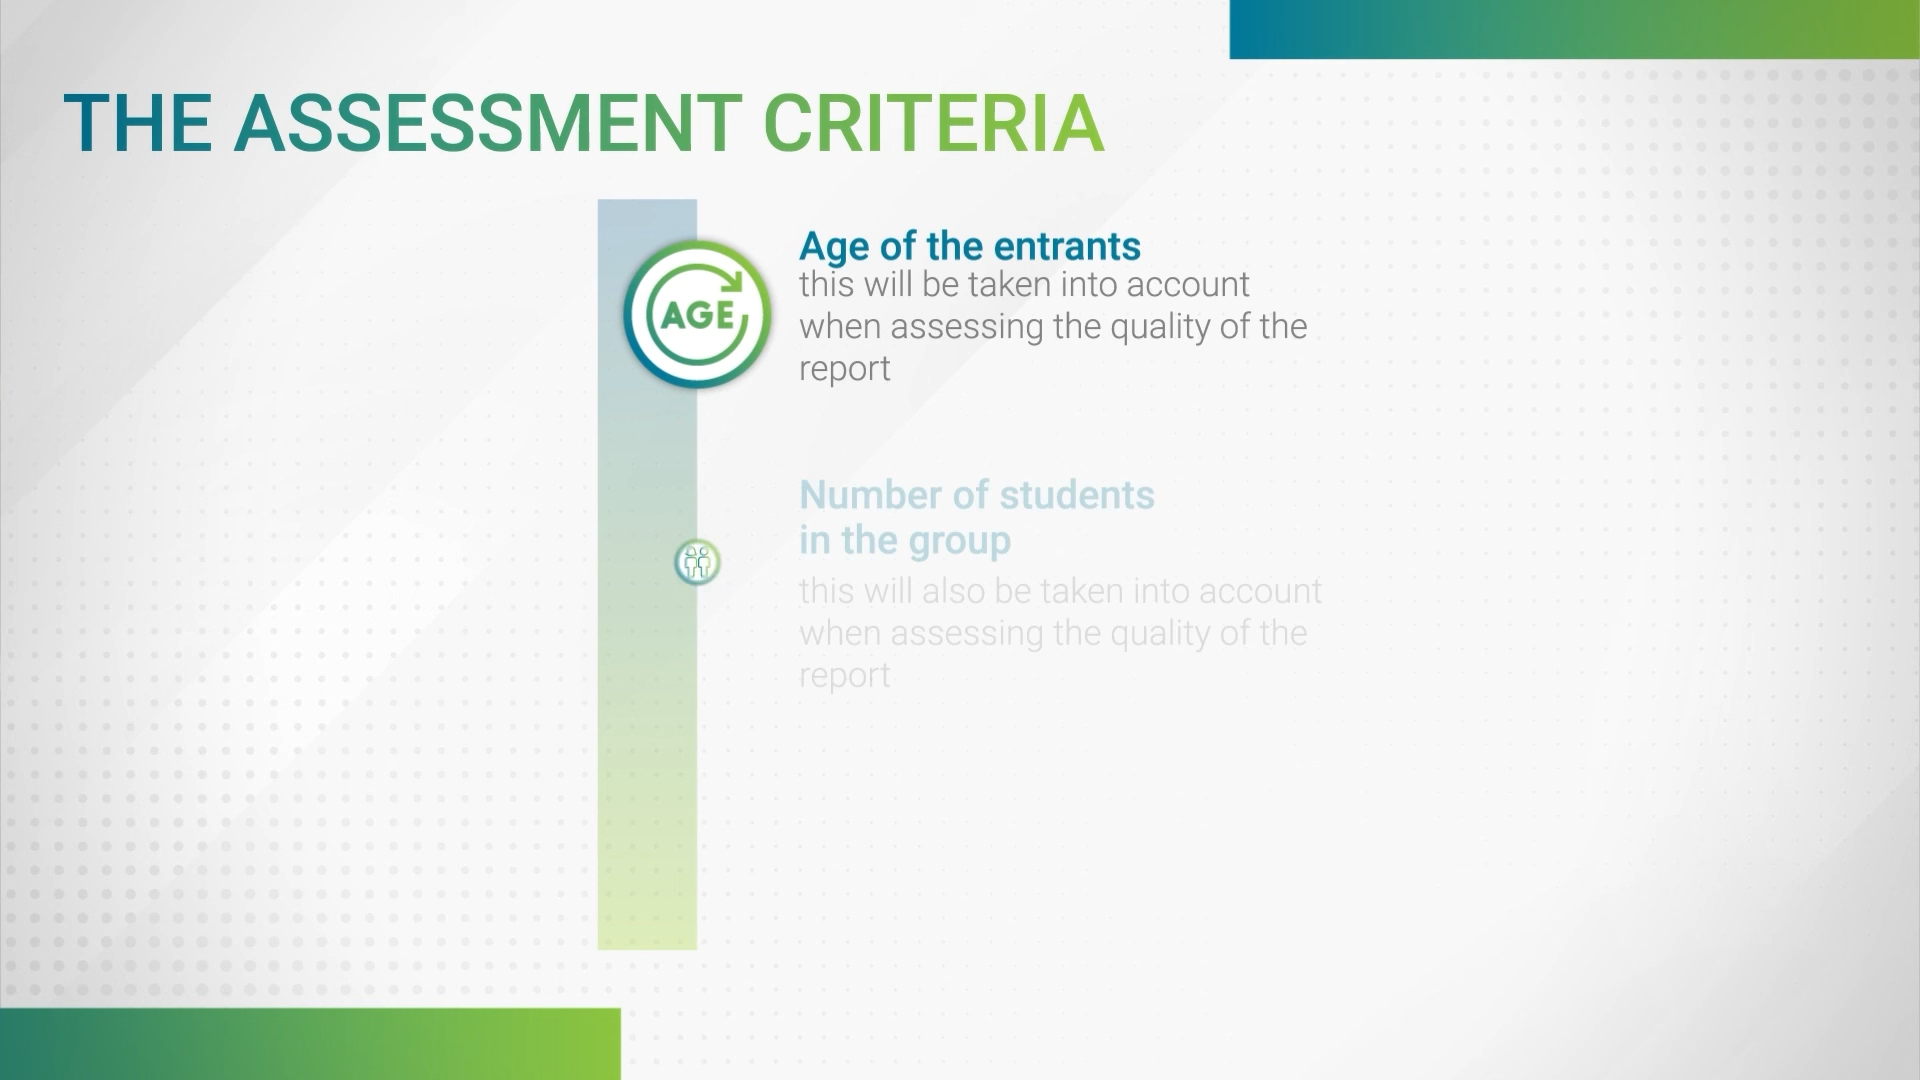 THE ASSESSMENT CRITERIA
AGE
Age of the entrants
this will be taken into account
when assessing the quality of the
report
Number of students
in the group
this will also be taken into account
when assessing the quality of the
report